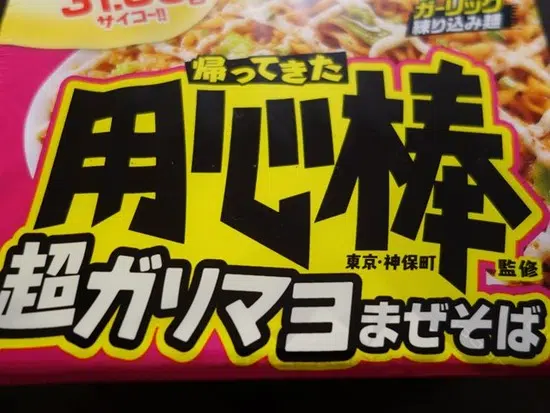 サイコー!!
ガーリック
練り込み麺
帰ってきた
用心棒
東京・神保町 監修
超ガリマヨまぜそば